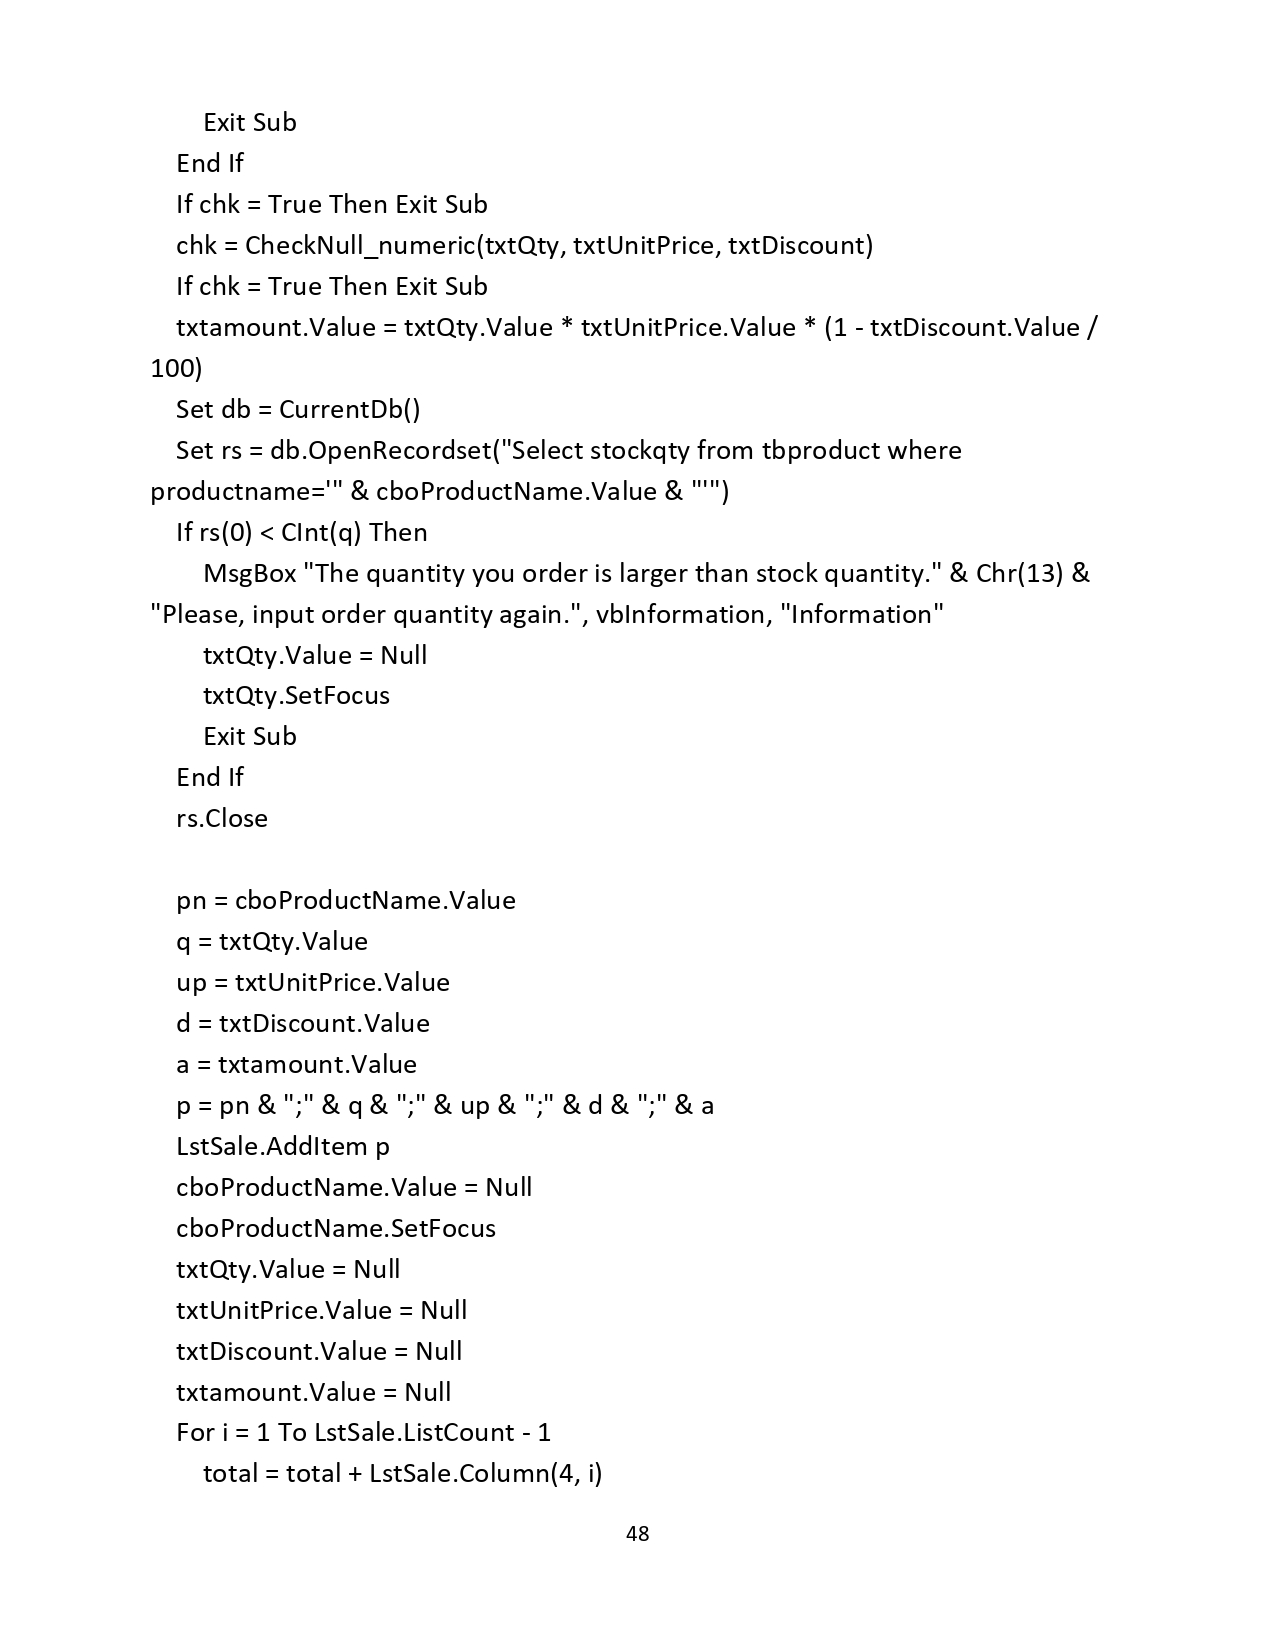 Exit Sub
End If
If chk = True Then Exit Sub
chk = CheckNull_numeric(txtQty, txtUnitPrice, txtDiscount)
If chk = True Then Exit Sub
txtamount.Value = txtQty.Value * txtUnitPrice.Value * (1 - txtDiscount.Value /
100)
Set db = CurrentDb()
Set rs = db.OpenRecordset("Select stockqty from tbproduct where
productname='" & cboProductName.Value & "'")
If rs(0) < CInt(q) Then
MsgBox "The quantity you order is larger than stock quantity." & Chr(13) &
"Please, input order quantity again.", vbInformation, "Information"
txtQty.Value = Null
txtQty.SetFocus
Exit Sub
End If
rs.Close
pn = cboProductName.Value
q = txtQty.Value
up = txtUnitPrice.Value
d = txtDiscount.Value
a = txtamount.Value
p = pn & ";" & q & ";" & up & ";" & d & ";" & a
LstSale.AddItem p
cboProductName.Value = Null
cboProductName.SetFocus
txtQty.Value = Null
txtUnitPrice.Value = Null
txtDiscount.Value = Null
txtamount.Value = Null
For i = 1 To LstSale.ListCount - 1
total = total + LstSale.Column(4, i)
48